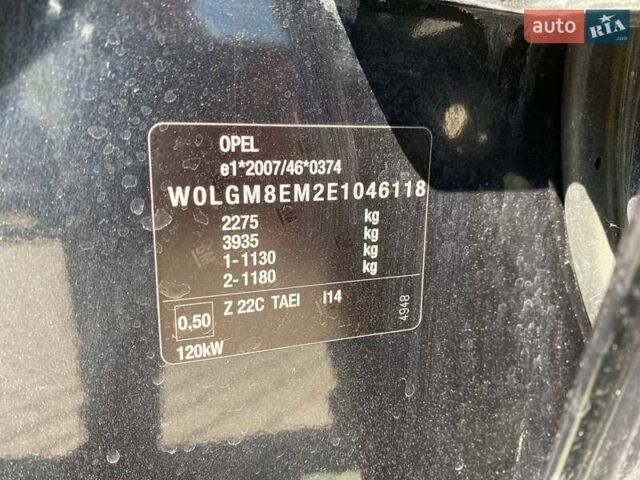 auto RIA .com
OPEL
e1*2007/46*0374
W0LGM8EM2E1046118
2275 kg
3935 kg
1-1130 kg
2-1180 kg
0,50 Z 22C TAEI I14
4948
120kW